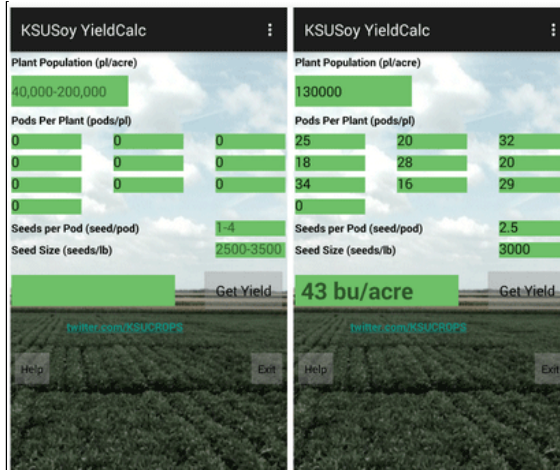 KSUSoy YieldCalc
Plant Population (pl/acre)
40,000-200,000
Pods Per Plant (pods/pl)
0 0 0
0 0 0
0 0 0
0
Seeds per Pod (seed/pod) 1-4
Seed Size (seeds/lb) 2500-3500
Get Yield
twitter.com/KSUCROPS
Help Exit
KSUSoy YieldCalc
Plant Population (pl/acre)
130000
Pods Per Plant (pods/pl)
25 20 32
18 28 20
34 16 29
0
Seeds per Pod (seed/pod) 2.5
Seed Size (seeds/lb) 3000
43 bu/acre Get Yield
twitter.com/KSUCROPS
Help Exit